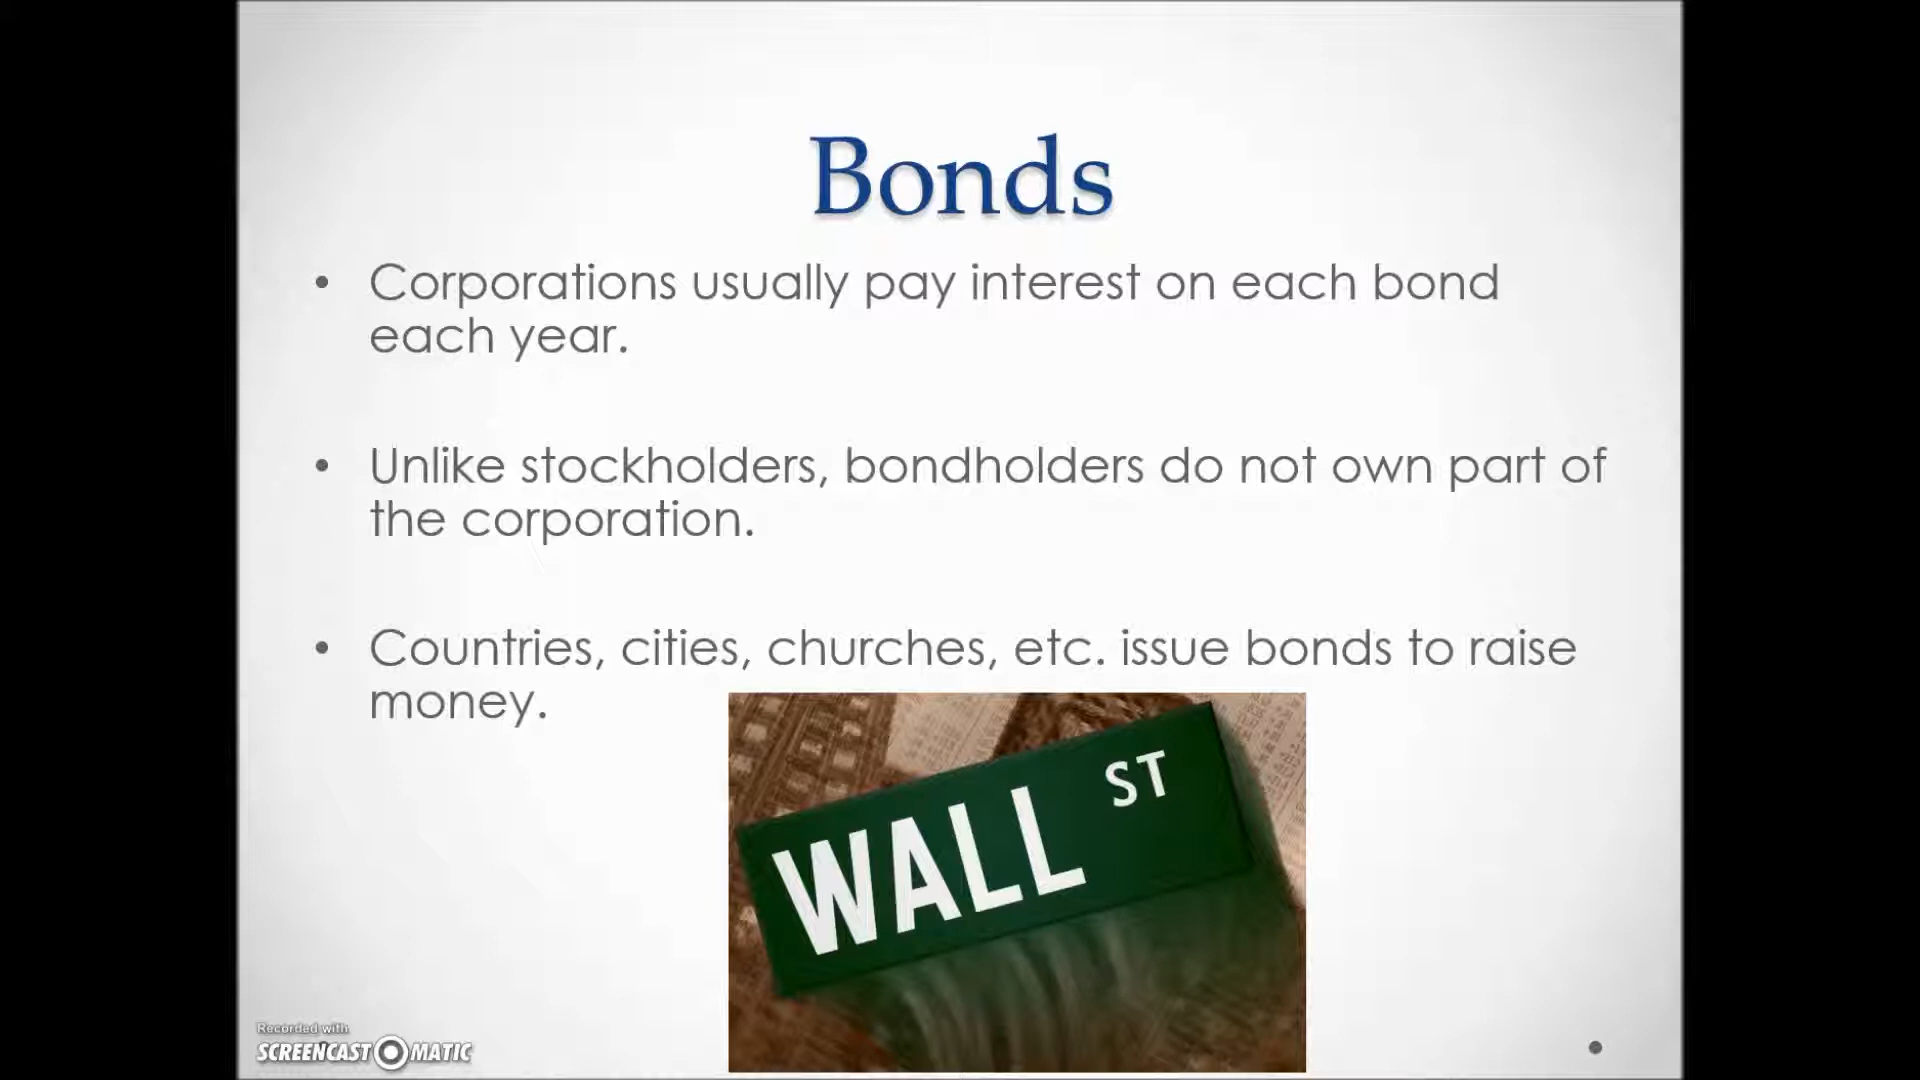 Bonds
• Corporations usually pay interest on each bond
each year.
• Unlike stockholders, bondholders do not own part of
the corporation.
• Countries, cities, churches, etc. issue bonds to raise
money.
WALL ST
Recorded with
SCREENCAST O MATIC